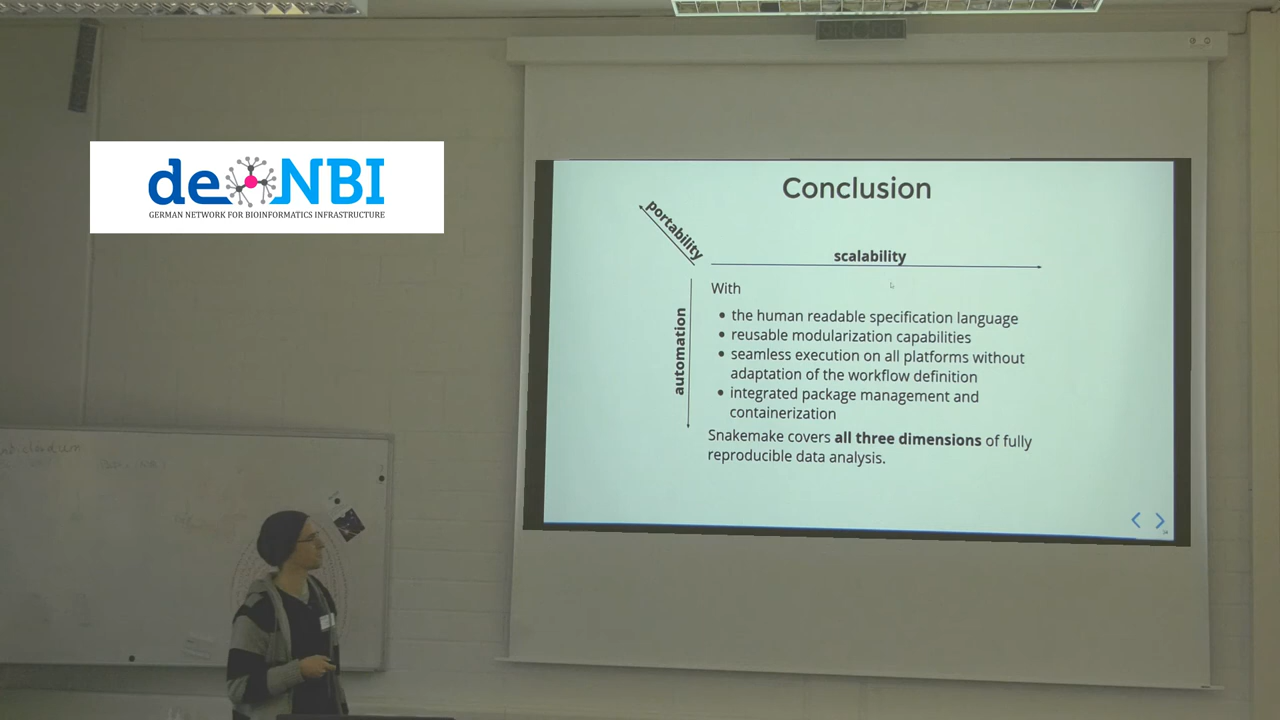 de NBI
GERMAN NETWORK FOR BIOINFORMATICS INFRASTRUCTURE
Conclusion
portability
scalability
automation
With
• the human readable specification language
• reusable modularization capabilities
• seamless execution on all platforms without
adaptation of the workflow definition
• integrated package management and
containerization
Snakemake covers all three dimensions of fully
reproducible data analysis.